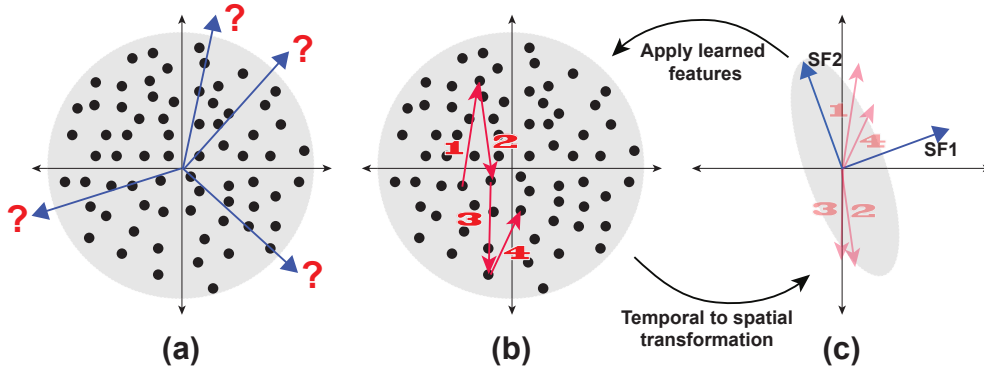 ?
?
?
?
1
2
3
4
Apply learned
features
SF2
1
4
SF1
3
2
Temporal to spatial
transformation
(a)
(b)
(c)